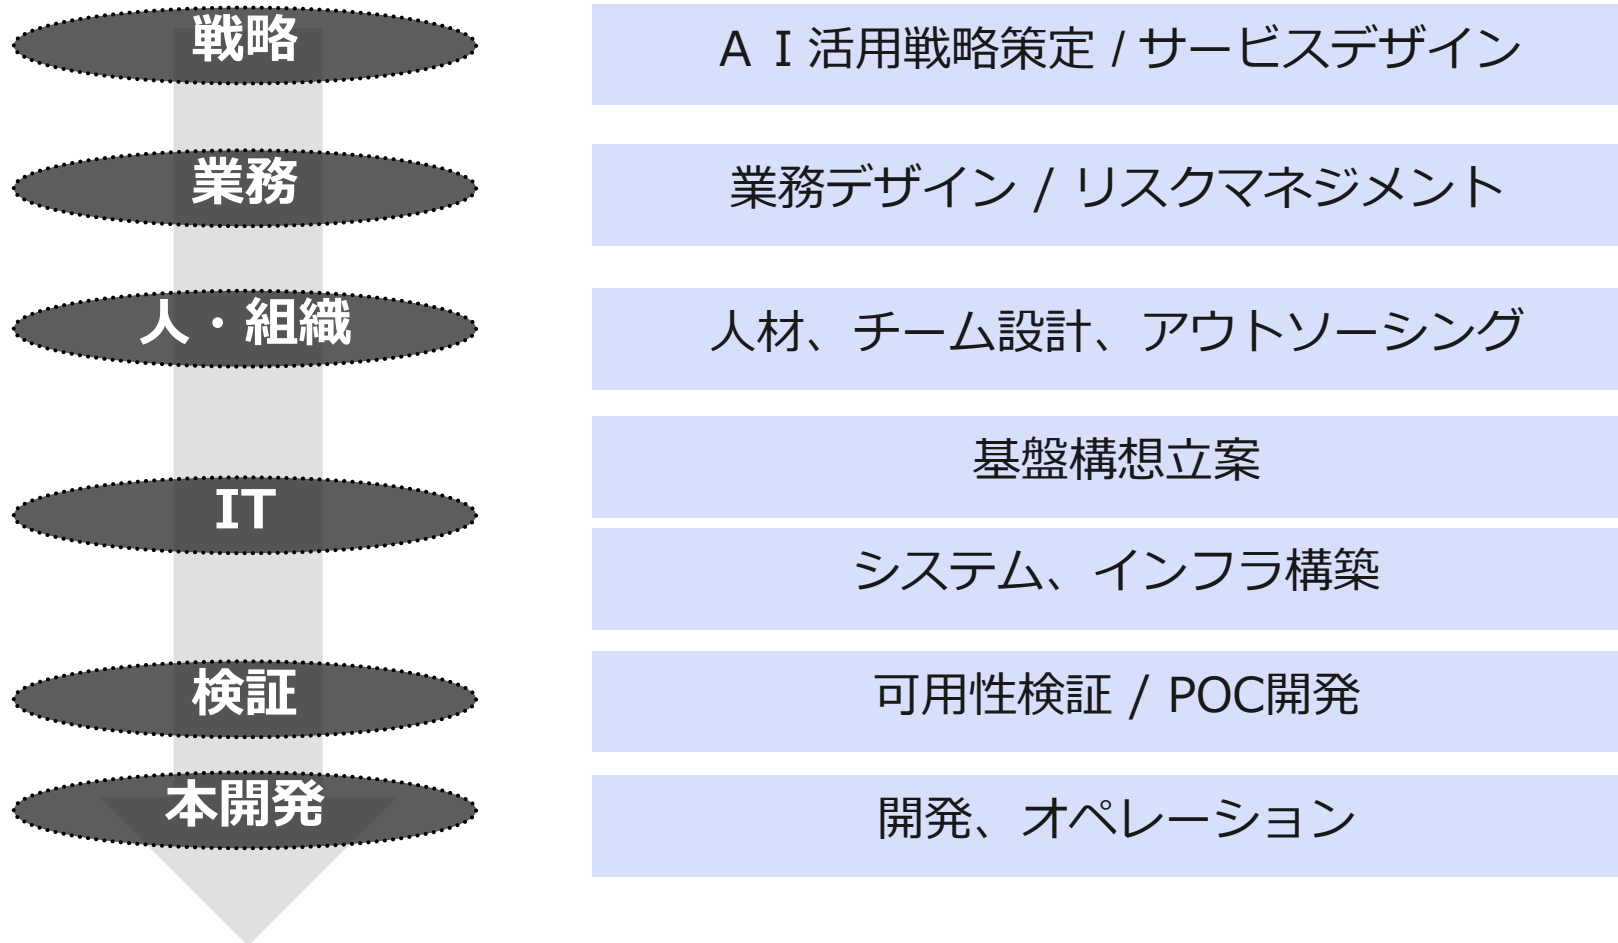 戦略
ＡＩ活用戦略策定 / サービスデザイン
業務
業務デザイン / リスクマネジメント
人・組織
人材、チーム設計、アウトソーシング
IT
基盤構想立案
システム、インフラ構築
検証
可用性検証 / POC開発
本開発
開発、オペレーション